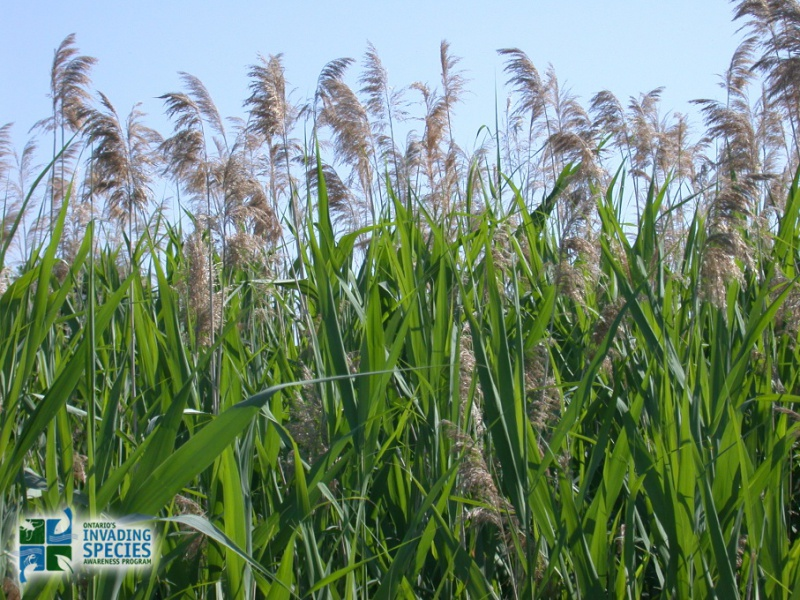 ONTARIO'S
INVADING
SPECIES
AWARENESS PROGRAM